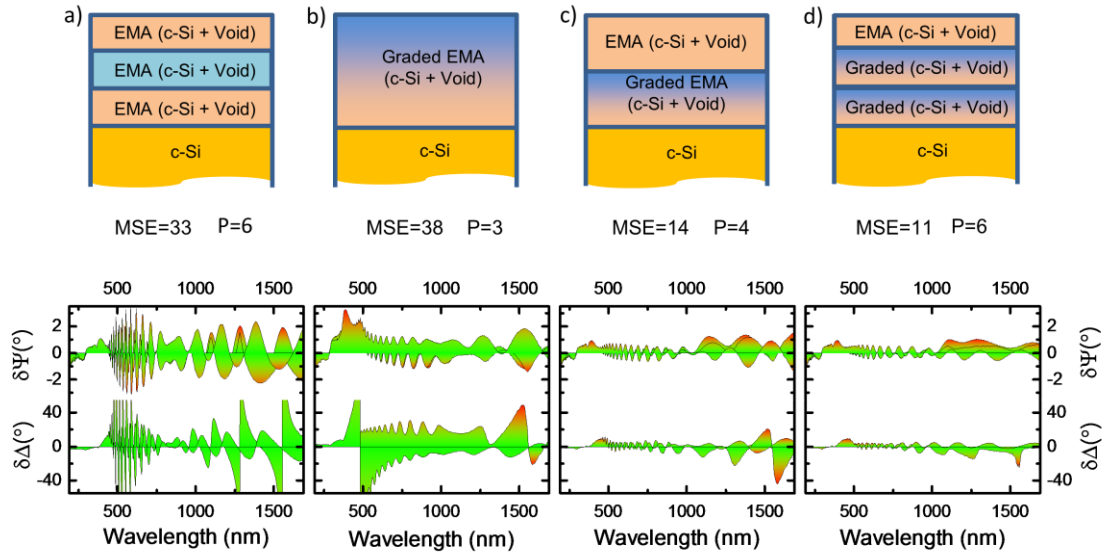 a) b) c) d)
EMA (c-Si + Void)
EMA (c-Si + Void)
EMA (c-Si + Void)
c-Si
Graded EMA
(c-Si + Void)
c-Si
EMA (c-Si + Void)
Graded EMA
(c-Si + Void)
c-Si
EMA (c-Si + Void)
Graded (c-Si + Void)
Graded (c-Si + Void)
c-Si
MSE=33 P=6
MSE=38 P=3
MSE=14 P=4
MSE=11 P=6
500 1000 1500 500 1000 1500 500 1000 1500 500 1000 1500
δΨ(°)
2
0
-2
δΔ(°)
40
0
-40
2
0
-2
δΨ(°)
40
0
-40
δΔ(°)
500 1000 1500 500 1000 1500 500 1000 1500 500 1000 1500
Wavelength (nm) Wavelength (nm) Wavelength (nm) Wavelength (nm)